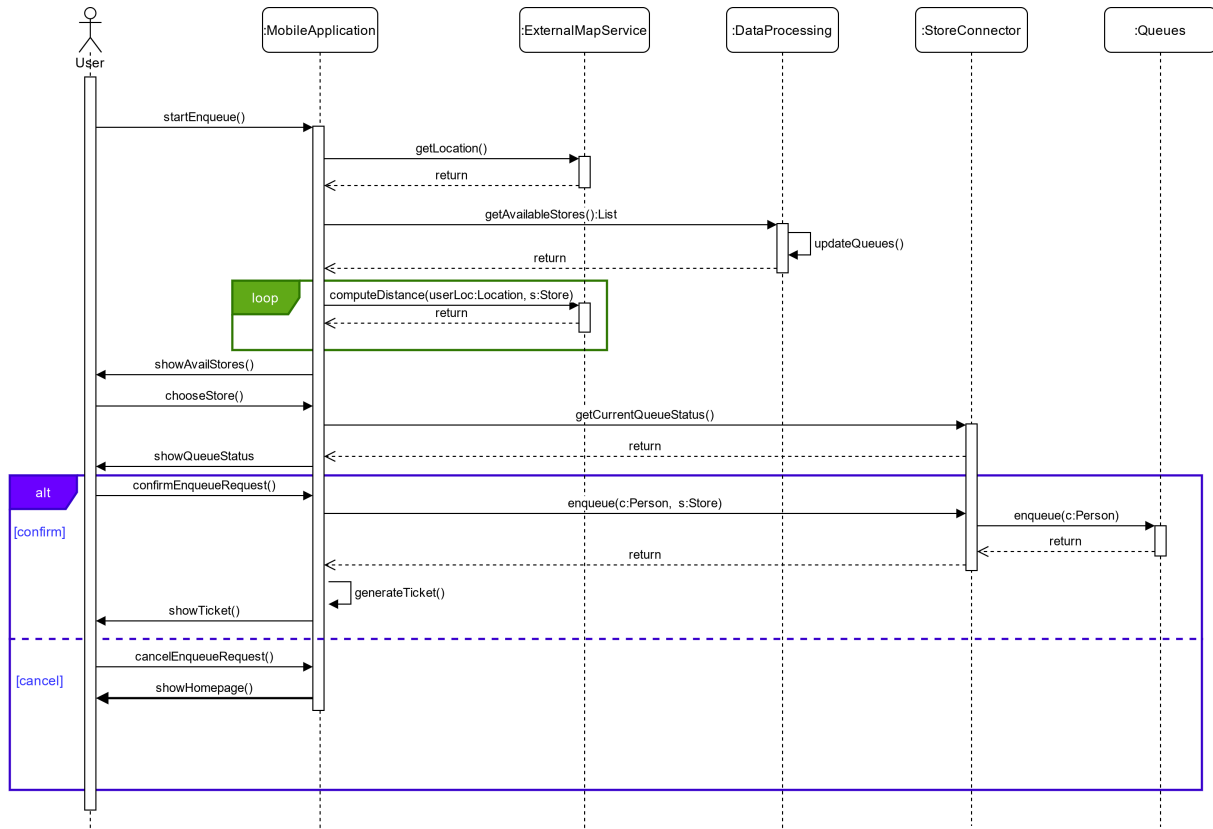 :MobileApplication
:ExternalMapService
:DataProcessing
:StoreConnector
:Queues
User
startEnqueue()
getLocation()
return
getAvailableStores():List
updateQueues()
return
loop
computeDistance(userLoc:Location, s:Store)
return
showAvailStores()
chooseStore()
getCurrentQueueStatus()
return
showQueueStatus
alt
confirmEnqueueRequest()
enqueue(c:Person, s:Store)
enqueue(c:Person)
[confirm]
return
return
generateTicket()
showTicket()
cancelEnqueueRequest()
[cancel]
showHomepage()